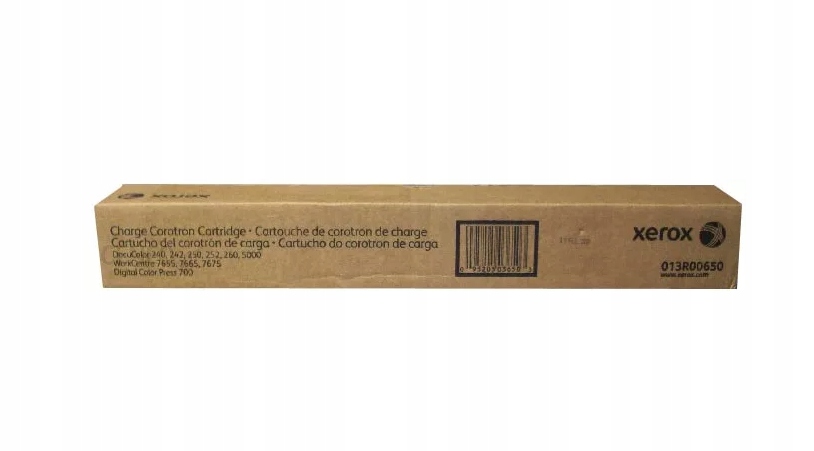 xerox
Charge Corotron Cartridge • Cartouche de corotron de charge
Cartucho del corotrón de carga • Cartucho do corotron de carga
DocuColor 240, 242, 250, 252, 260, 5000
WorkCentre 7655, 7665, 7675
Digital Color Press 700
xerox
013R00650
www.xerox.com